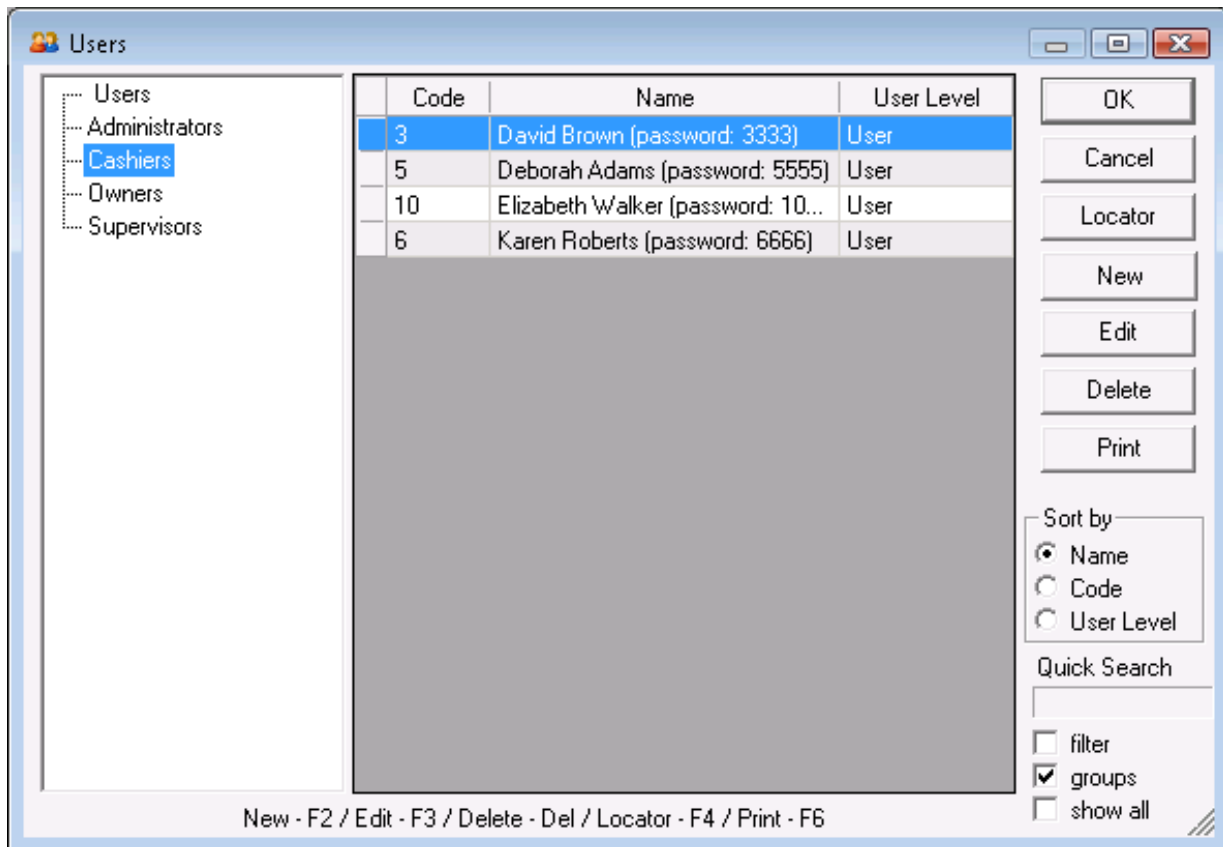 Users
Users
Administrators
Cashiers
Owners
Supervisors
Code Name User Level
3 David Brown (password: 3333) User
5 Deborah Adams (password: 5555) User
10 Elizabeth Walker (password: 10... User
6 Karen Roberts (password: 6666) User
OK
Cancel
Locator
New
Edit
Delete
Print
Sort by
Name
Code
User Level
Quick Search
filter
groups
show all
New - F2 / Edit - F3 / Delete - Del / Locator - F4 / Print - F6